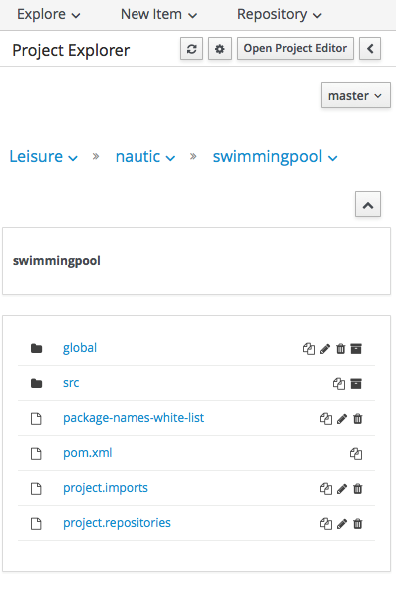 Explore New Item Repository
Project Explorer Open Project Editor
master
Leisure » nautic » swimmingpool
swimmingpool
global
src
package-names-white-list
pom.xml
project.imports
project.repositories